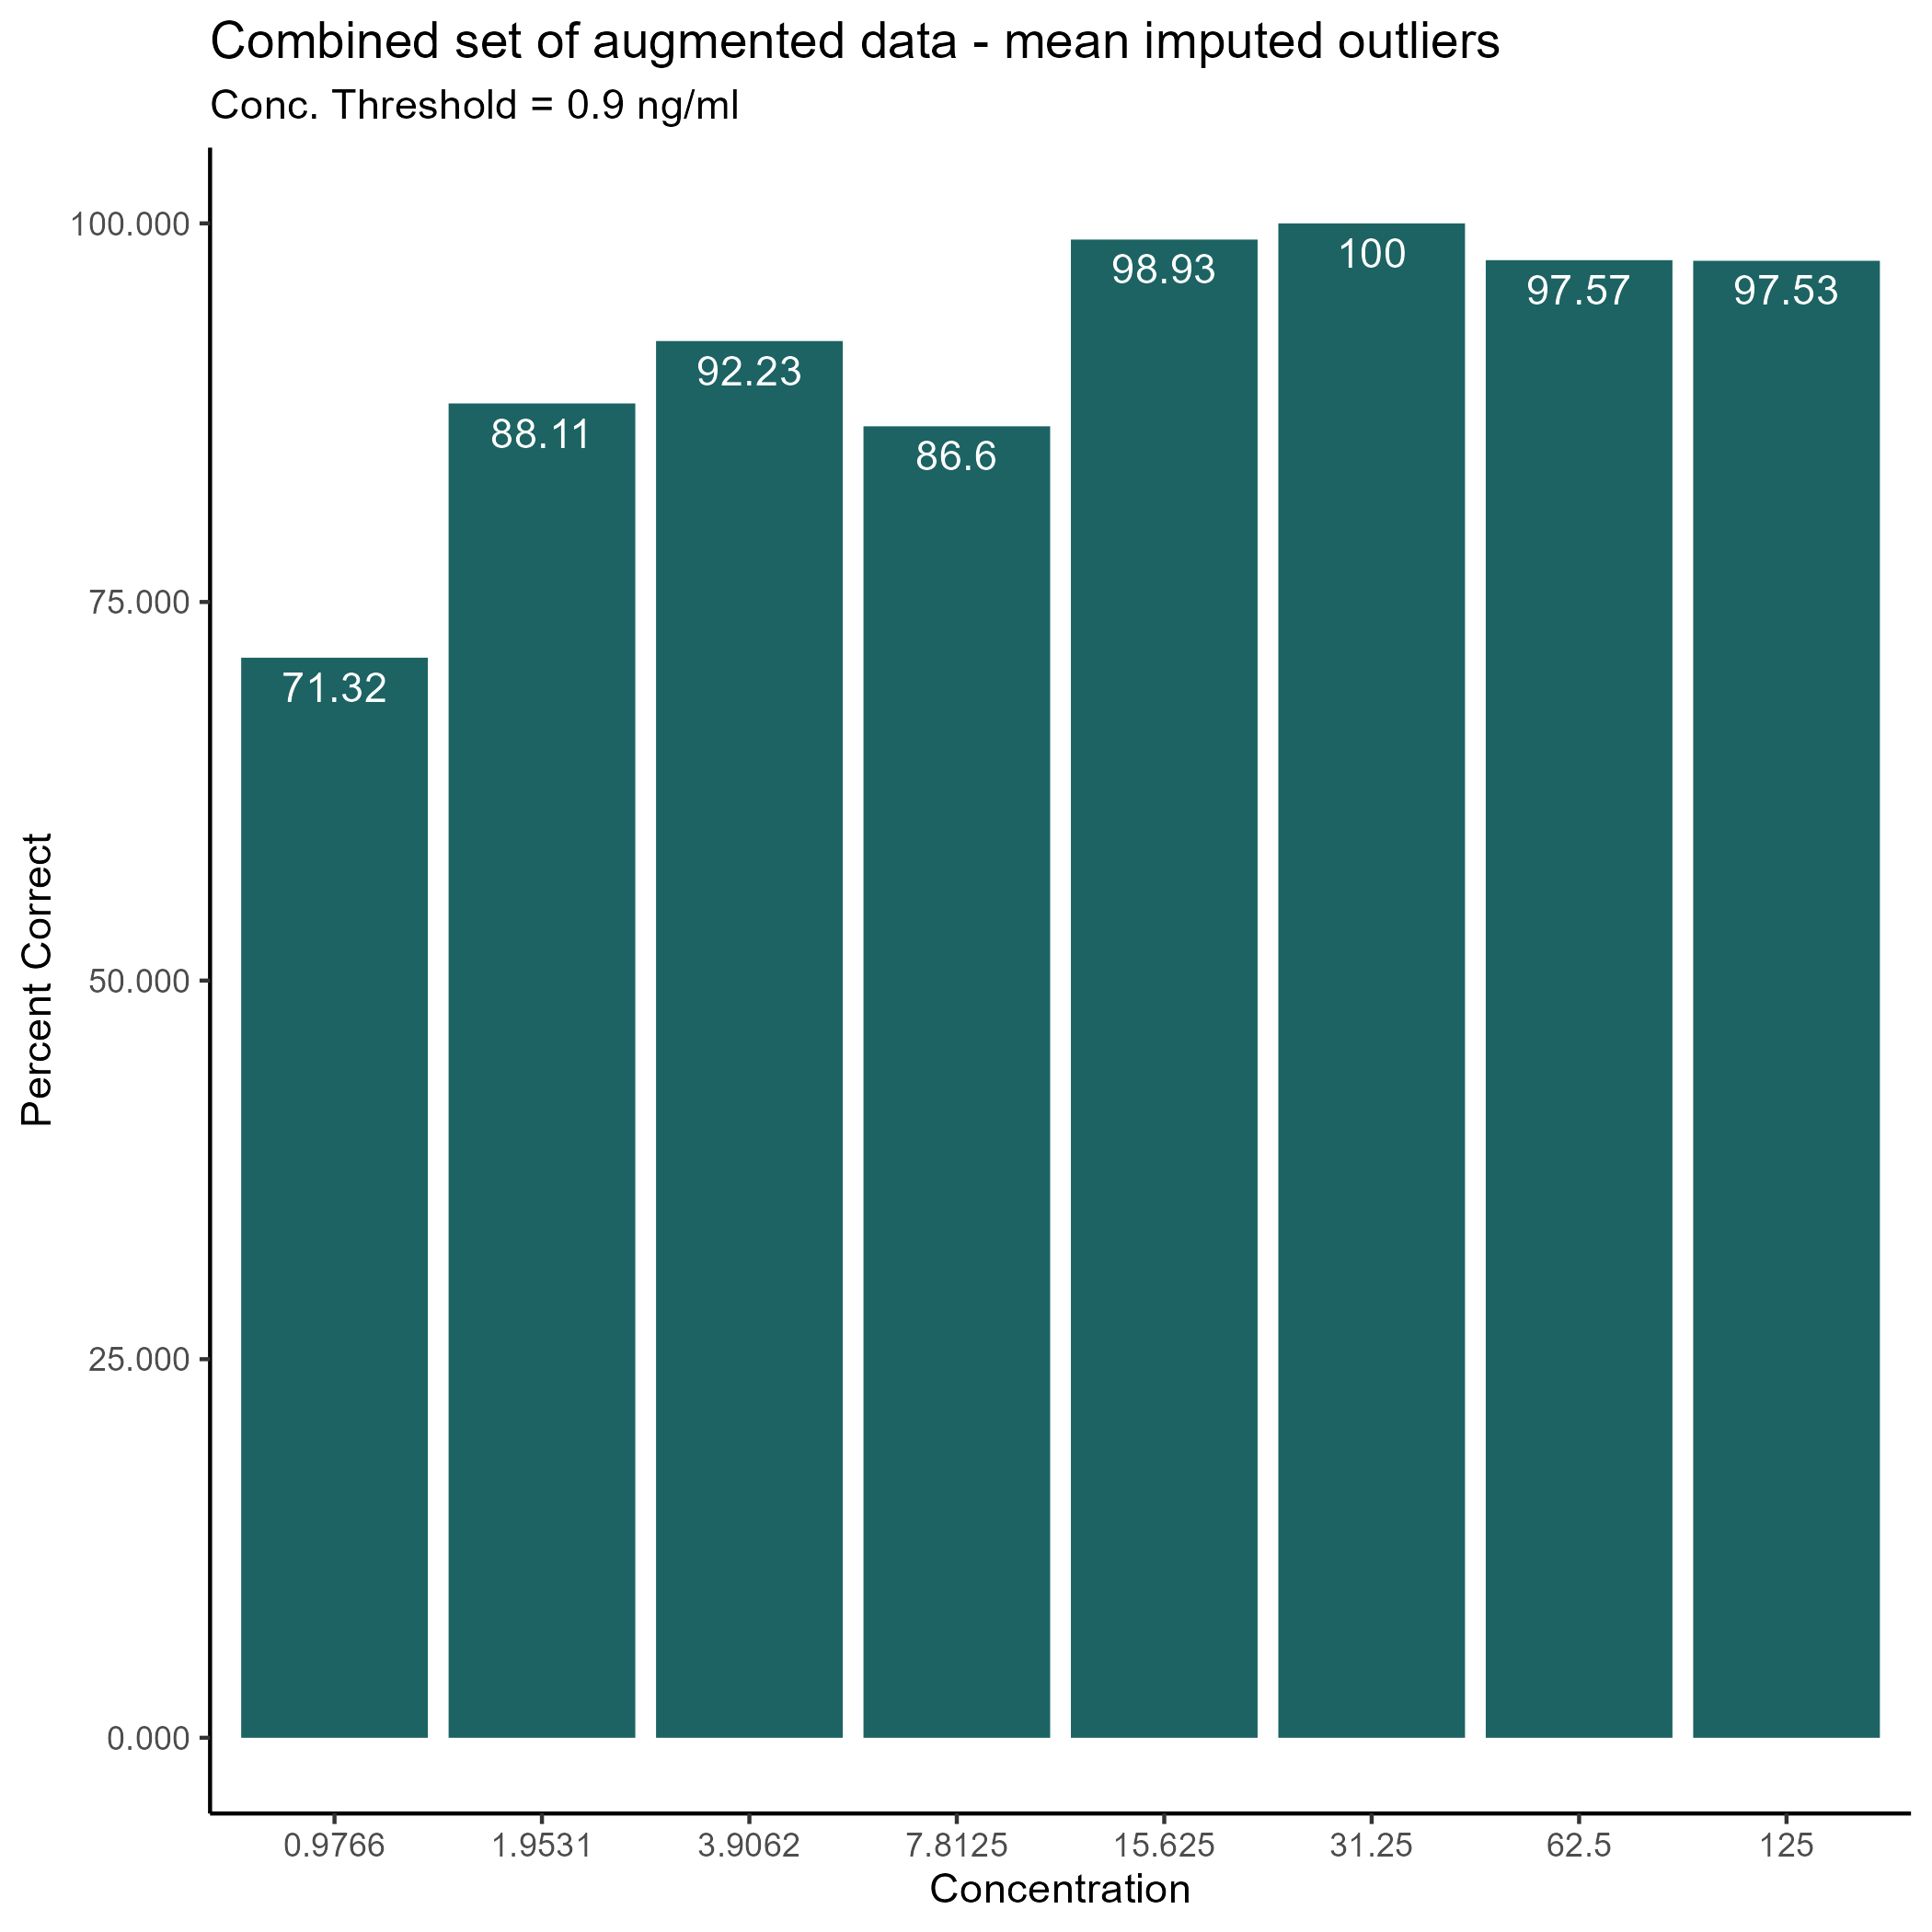 Combined set of augmented data - mean imputed outliers
Conc. Threshold = 0.9 ng/ml
Percent Correct
100.000
75.000
50.000
25.000
0.000
71.32
88.11
92.23
86.6
98.93
100
97.57
97.53
0.9766 1.9531 3.9062 7.8125 15.625 31.25 62.5 125
Concentration